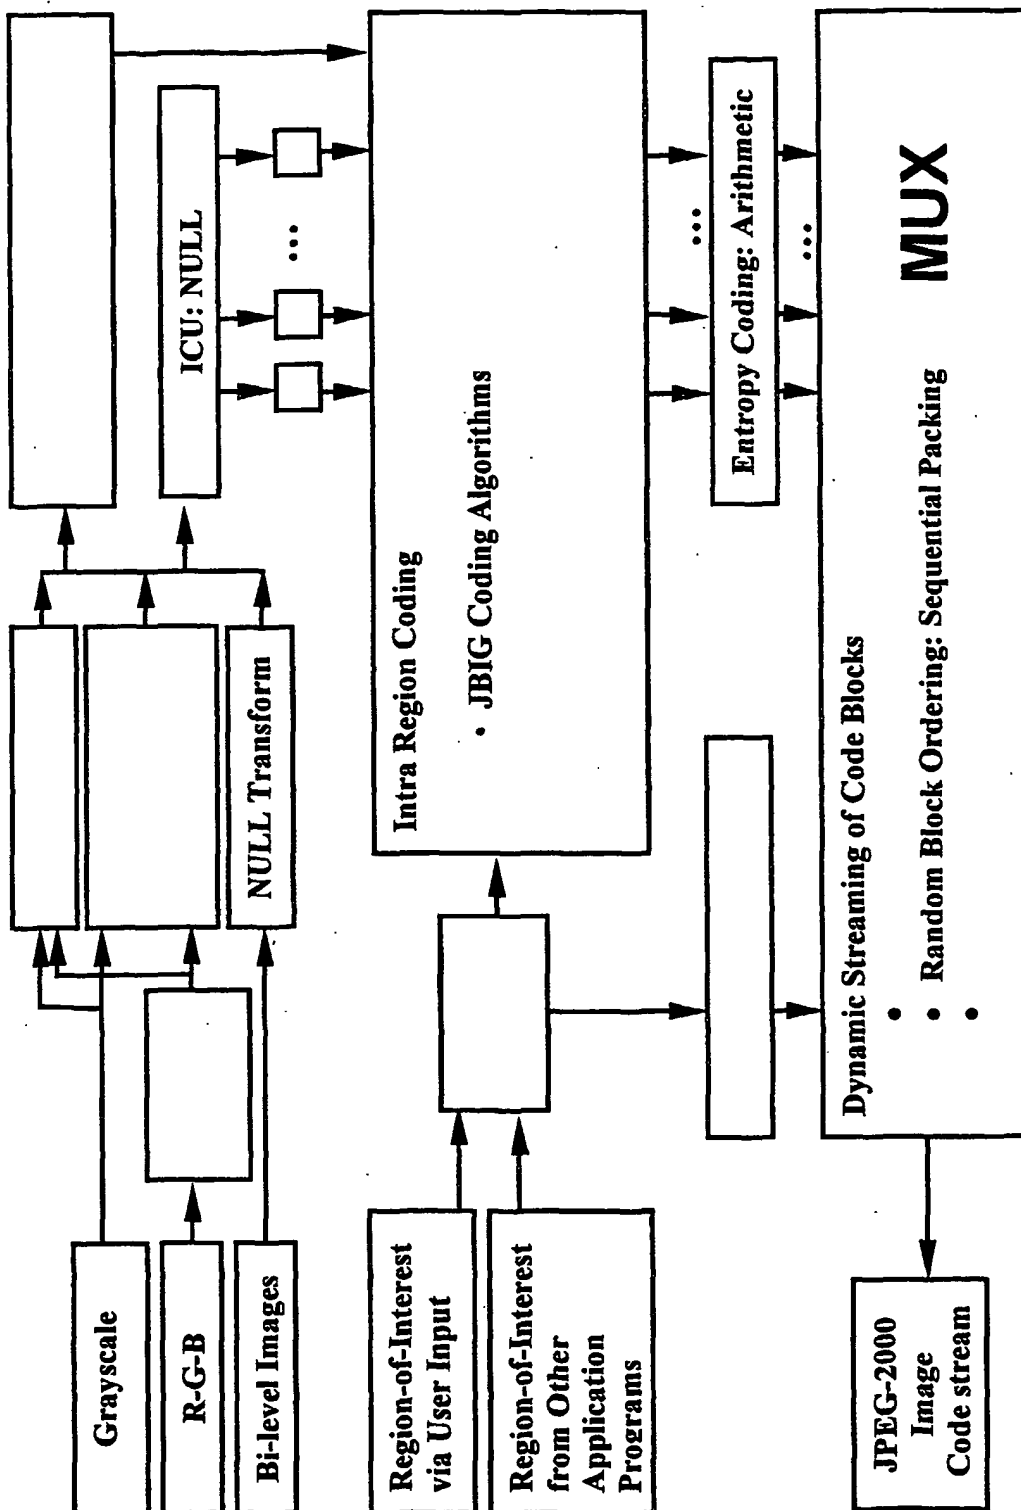 Grayscale
R-G-B
Bi-level Images
NULL Transform
ICU: NULL
...
Region-of-Interest
via User Input
Region-of-Interest
from Other
Application
Programs
Intra Region Coding
• JBIG Coding Algorithms
...
Entropy Coding: Arithmetic
...
Dynamic Streaming of Code Blocks
•
• Random Block Ordering: Sequential Packing
•
MUX
JPEG-2000
Image
Code stream